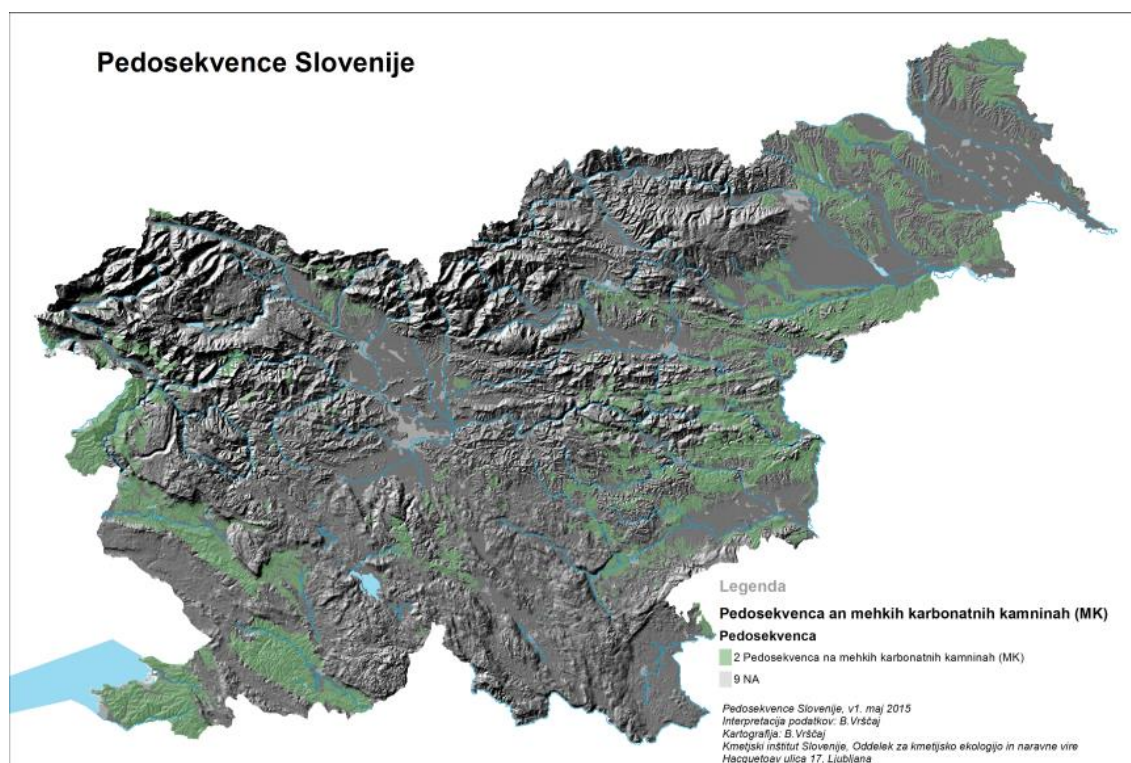 Pedosekvence Slovenije
Legenda
Pedosekvenca an mehkih karbonatnih kamninah (MK)
Pedosekvenca
2 Pedosekvenca na mehkih karbonatnih kamninah (MK)
9 NA
Pedosekvence Slovenije, v1. maj 2015
Interpretacija podatkov: B.Vrščaj
Kartografija: B.Vrščaj
Kmetijski inštitut Slovenije, Oddelek za kmetijsko ekologijo in naravne vire
Hacquetoav ulica 17, Ljubljana